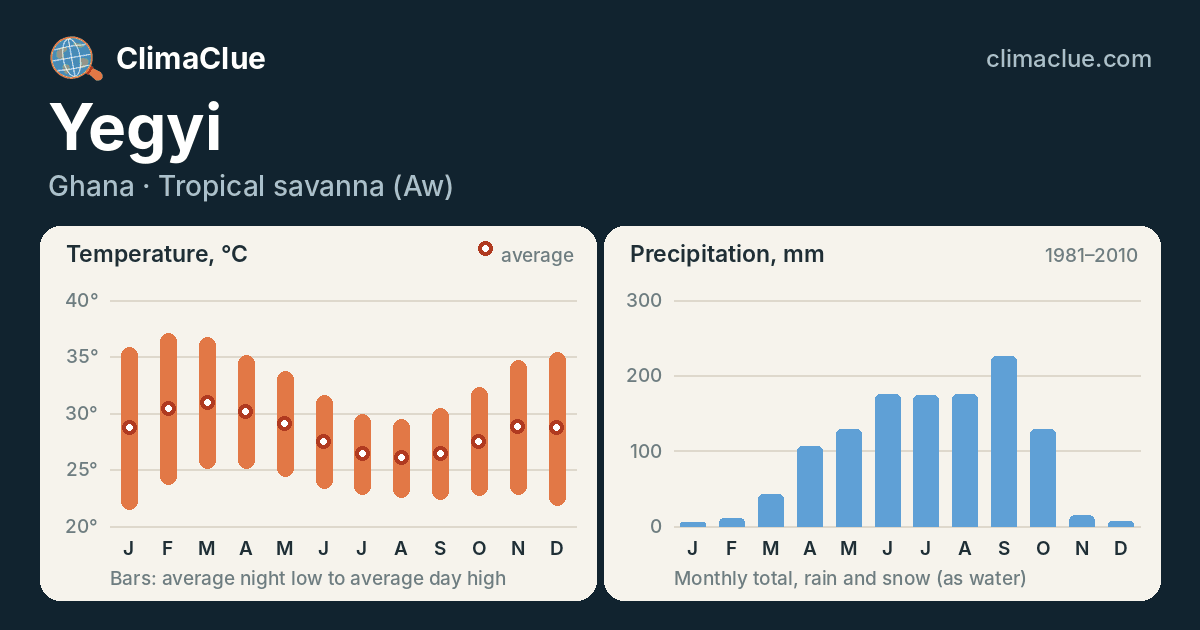 ClimaClue
climaclue.com
Yegyi
Ghana · Tropical savanna (Aw)
Temperature, °C
average
40°
35°
30°
25°
20°
J F M A M J J A S O N D
Bars: average night low to average day high
Precipitation, mm
1981–2010
300
200
100
0
J F M A M J J A S O N D
Monthly total, rain and snow (as water)